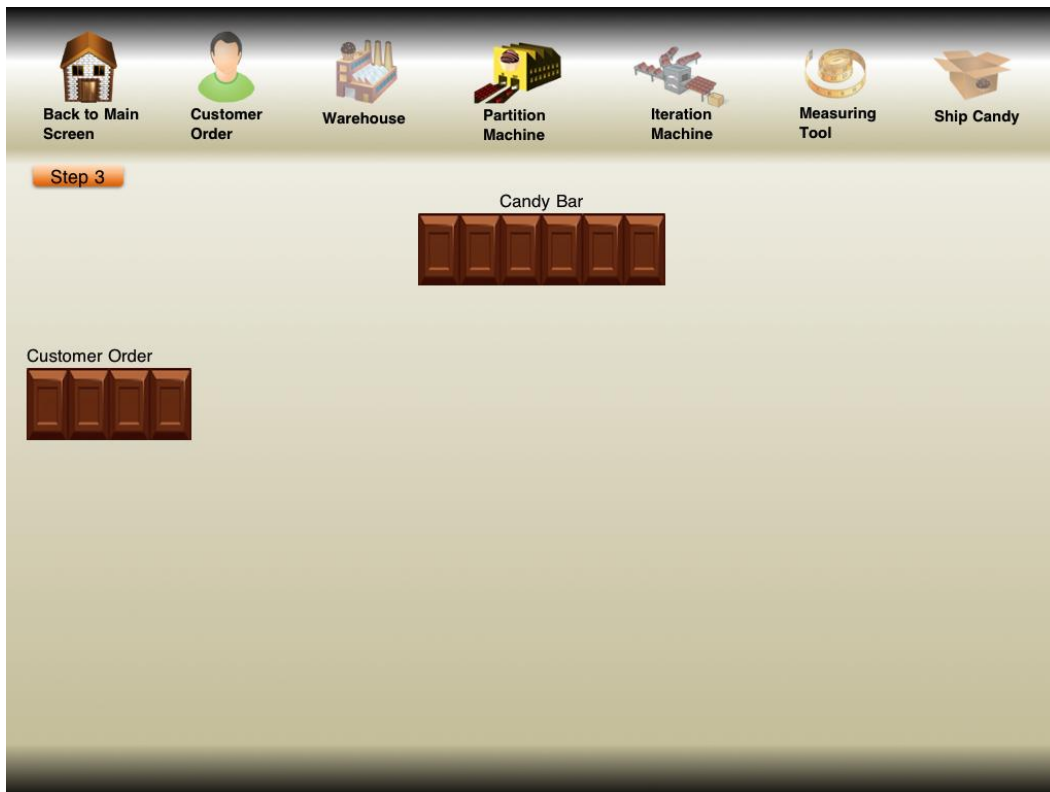 Back to Main
Screen
Customer
Order
Warehouse
Partition
Machine
Iteration
Machine
Measuring
Tool
Ship Candy
Step 3
Candy Bar
Customer Order